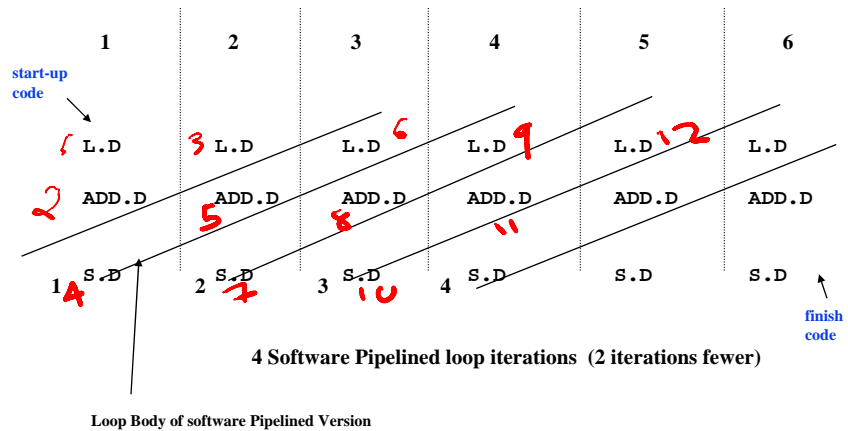 1 2 3 4 5 6
start-up
code
1 L.D 3 L.D L.D 6 L.D 9 L.D 12 L.D
2 ADD.D ADD.D ADD.D ADD.D ADD.D ADD.D
5 8 11
S.D S.D S.D S.D S.D S.D
1 4 2 7 3 10 4
finish
code
4 Software Pipelined loop iterations (2 iterations fewer)
Loop Body of software Pipelined Version